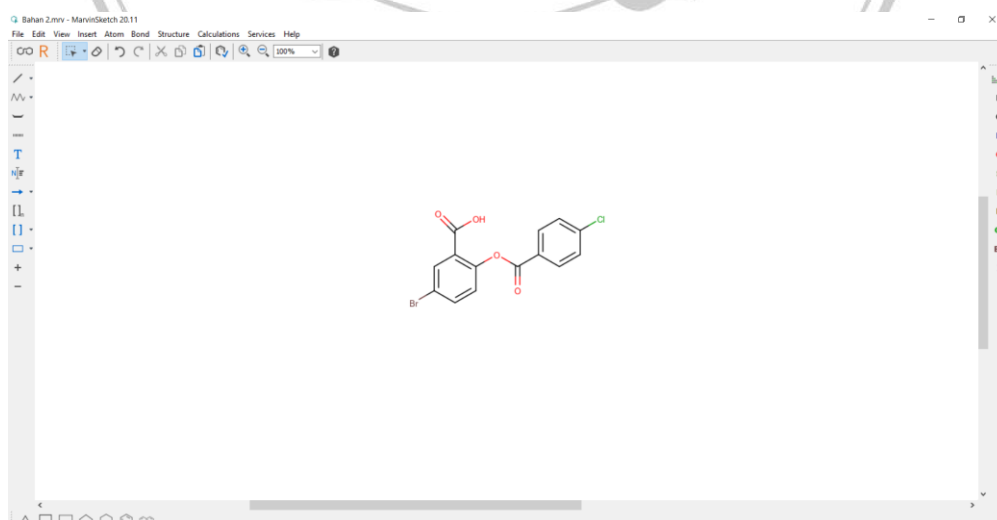 Bahan 2.mrv - MarvinSketch 20.11
File Edit View Insert Atom Bond Structure Calculations Services Help
R 100% ?
T
N
[]n
[ ]
O OH Cl
O
O
Br